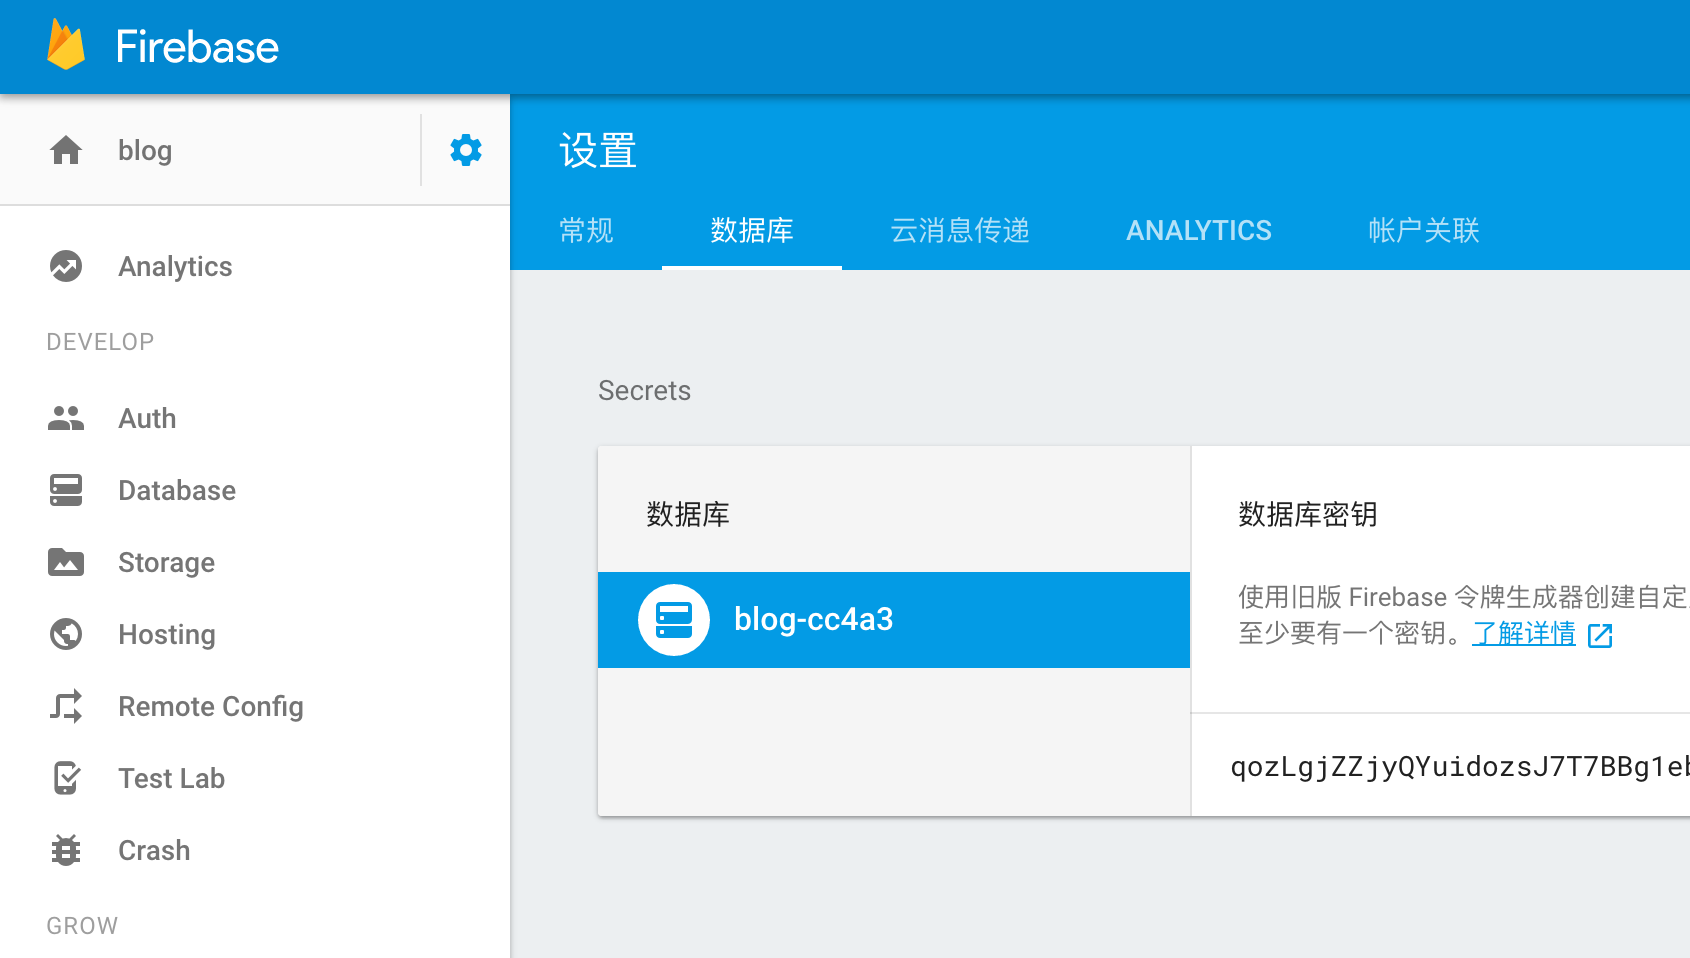 Firebase
blog
Analytics
DEVELOP
Auth
Database
Storage
Hosting
Remote Config
Test Lab
Crash
GROW
设置
常规 数据库 云消息传递 ANALYTICS 帐户关联
Secrets
数据库
blog-cc4a3
数据库密钥
使用旧版 Firebase 令牌生成器创建自定
至少要有一个密钥。了解详情
qozLgjZZjyQYuidozsJ7T7BBg1e